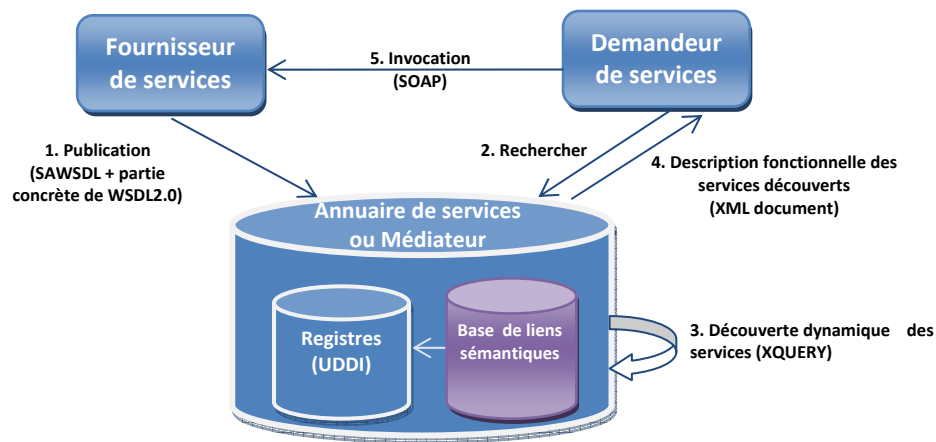 Fournisseur
de services
Demandeur
de services
5. Invocation
(SOAP)
1. Publication
(SAWSDL + partie
concrète de WSDL2.0)
2. Rechercher
4. Description fonctionnelle des
services découverts
(XML document)
Annuaire de services
ou Médiateur
Registres
(UDDI)
Base de liens
sémantiques
3. Découverte dynamique des
services (XQUERY)